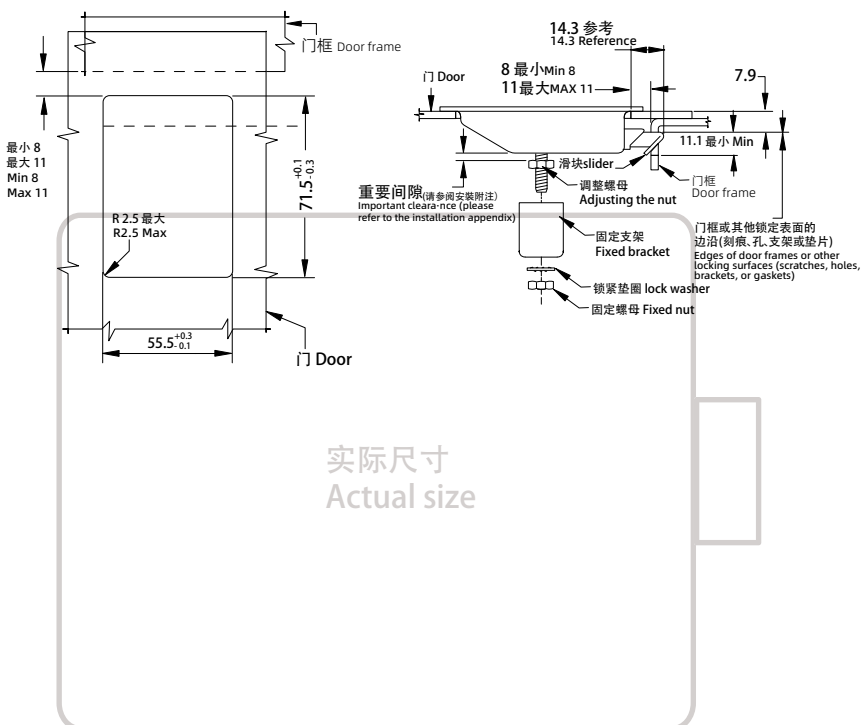 门框 Door frame
最小 8
最大 11
Min 8
Max 11
71.5 +0.1 -0.3
R 2.5 最大
R2.5 Max
55.5 +0.3 -0.1
门 Door
14.3 参考
14.3 Reference
门 Door
8 最小Min 8
11最大MAX 11
7.9
11.1 最小 Min
滑块slider
门框
Door frame
调整螺母
Adjusting the nut
重要间隙(请参阅安装附注)
Important cleara-nce (please
refer to the installation appendix)
固定支架
Fixed bracket
门框或其他锁定表面的
边沿(刻痕、孔、支架或垫片)
Edges of door frames or other
locking surfaces (scratches, holes,
brackets, or gaskets)
锁紧垫圈 lock washer
固定螺母 Fixed nut
实际尺寸
Actual size